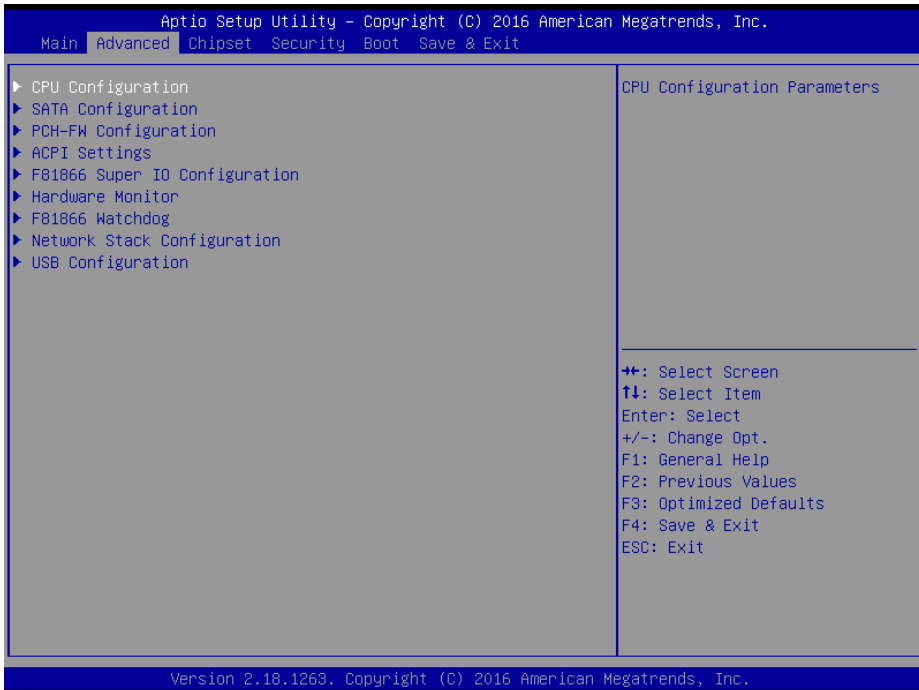 Aptio Setup Utility – Copyright (C) 2016 American Megatrends, Inc.
Main Advanced Chipset Security Boot Save & Exit
▶ CPU Configuration
▶ SATA Configuration
▶ PCH-FW Configuration
▶ ACPI Settings
▶ F81866 Super IO Configuration
▶ Hardware Monitor
▶ F81866 Watchdog
▶ Network Stack Configuration
▶ USB Configuration
CPU Configuration Parameters
→←: Select Screen
↑↓: Select Item
Enter: Select
+/-: Change Opt.
F1: General Help
F2: Previous Values
F3: Optimized Defaults
F4: Save & Exit
ESC: Exit
Version 2.18.1263. Copyright (C) 2016 American Megatrends, Inc.